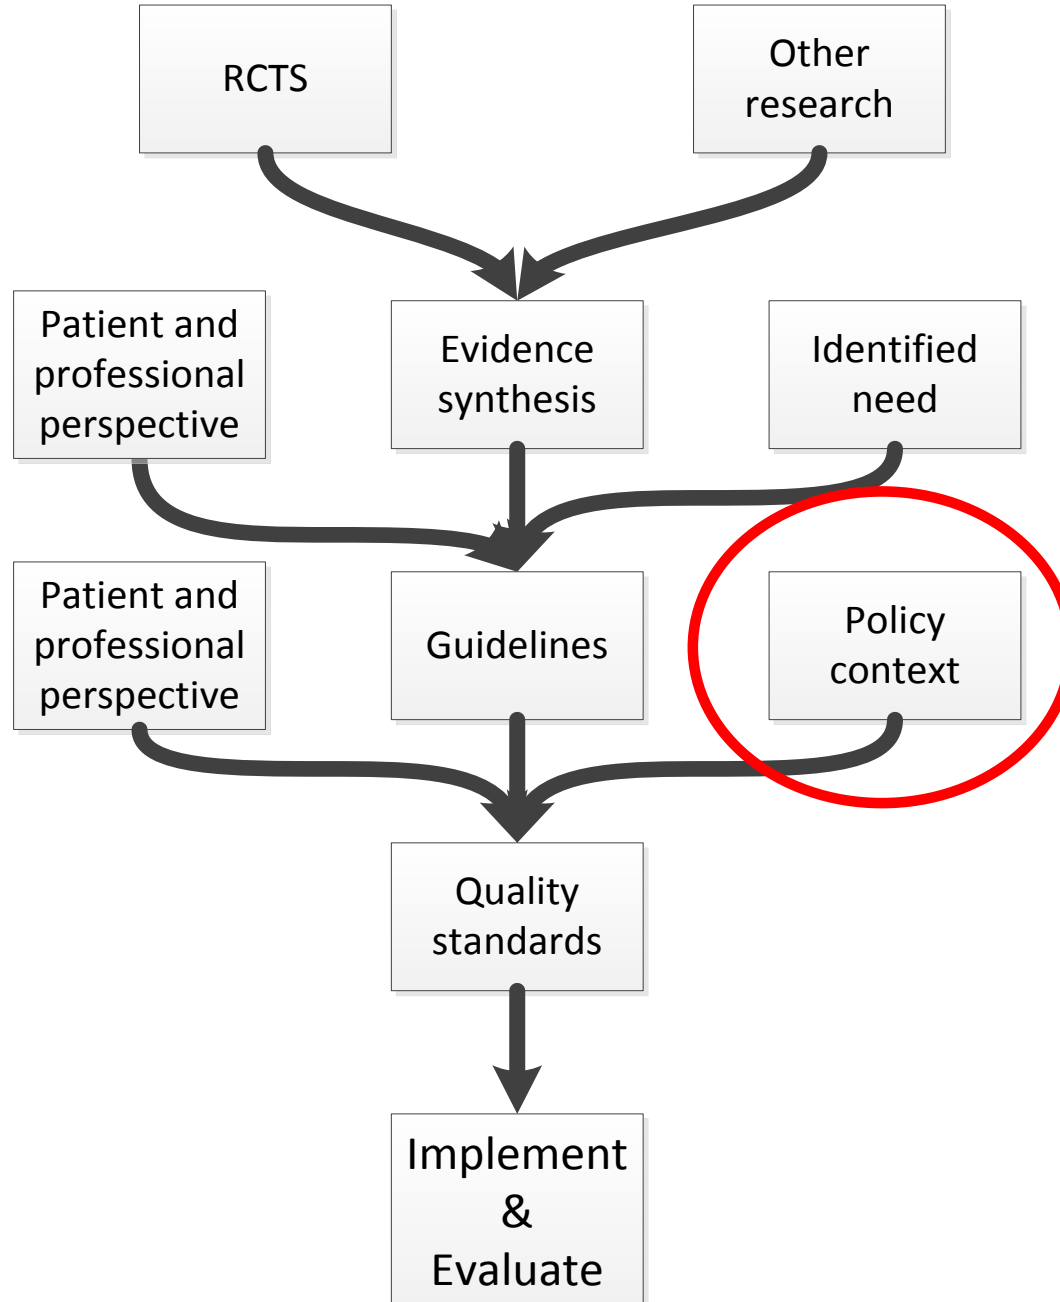 RCTS
Other
research
Patient and
professional
perspective
Evidence
synthesis
Identified
need
Patient and
professional
perspective
Guidelines
Policy
context
Quality
standards
Implement
&
Evaluate